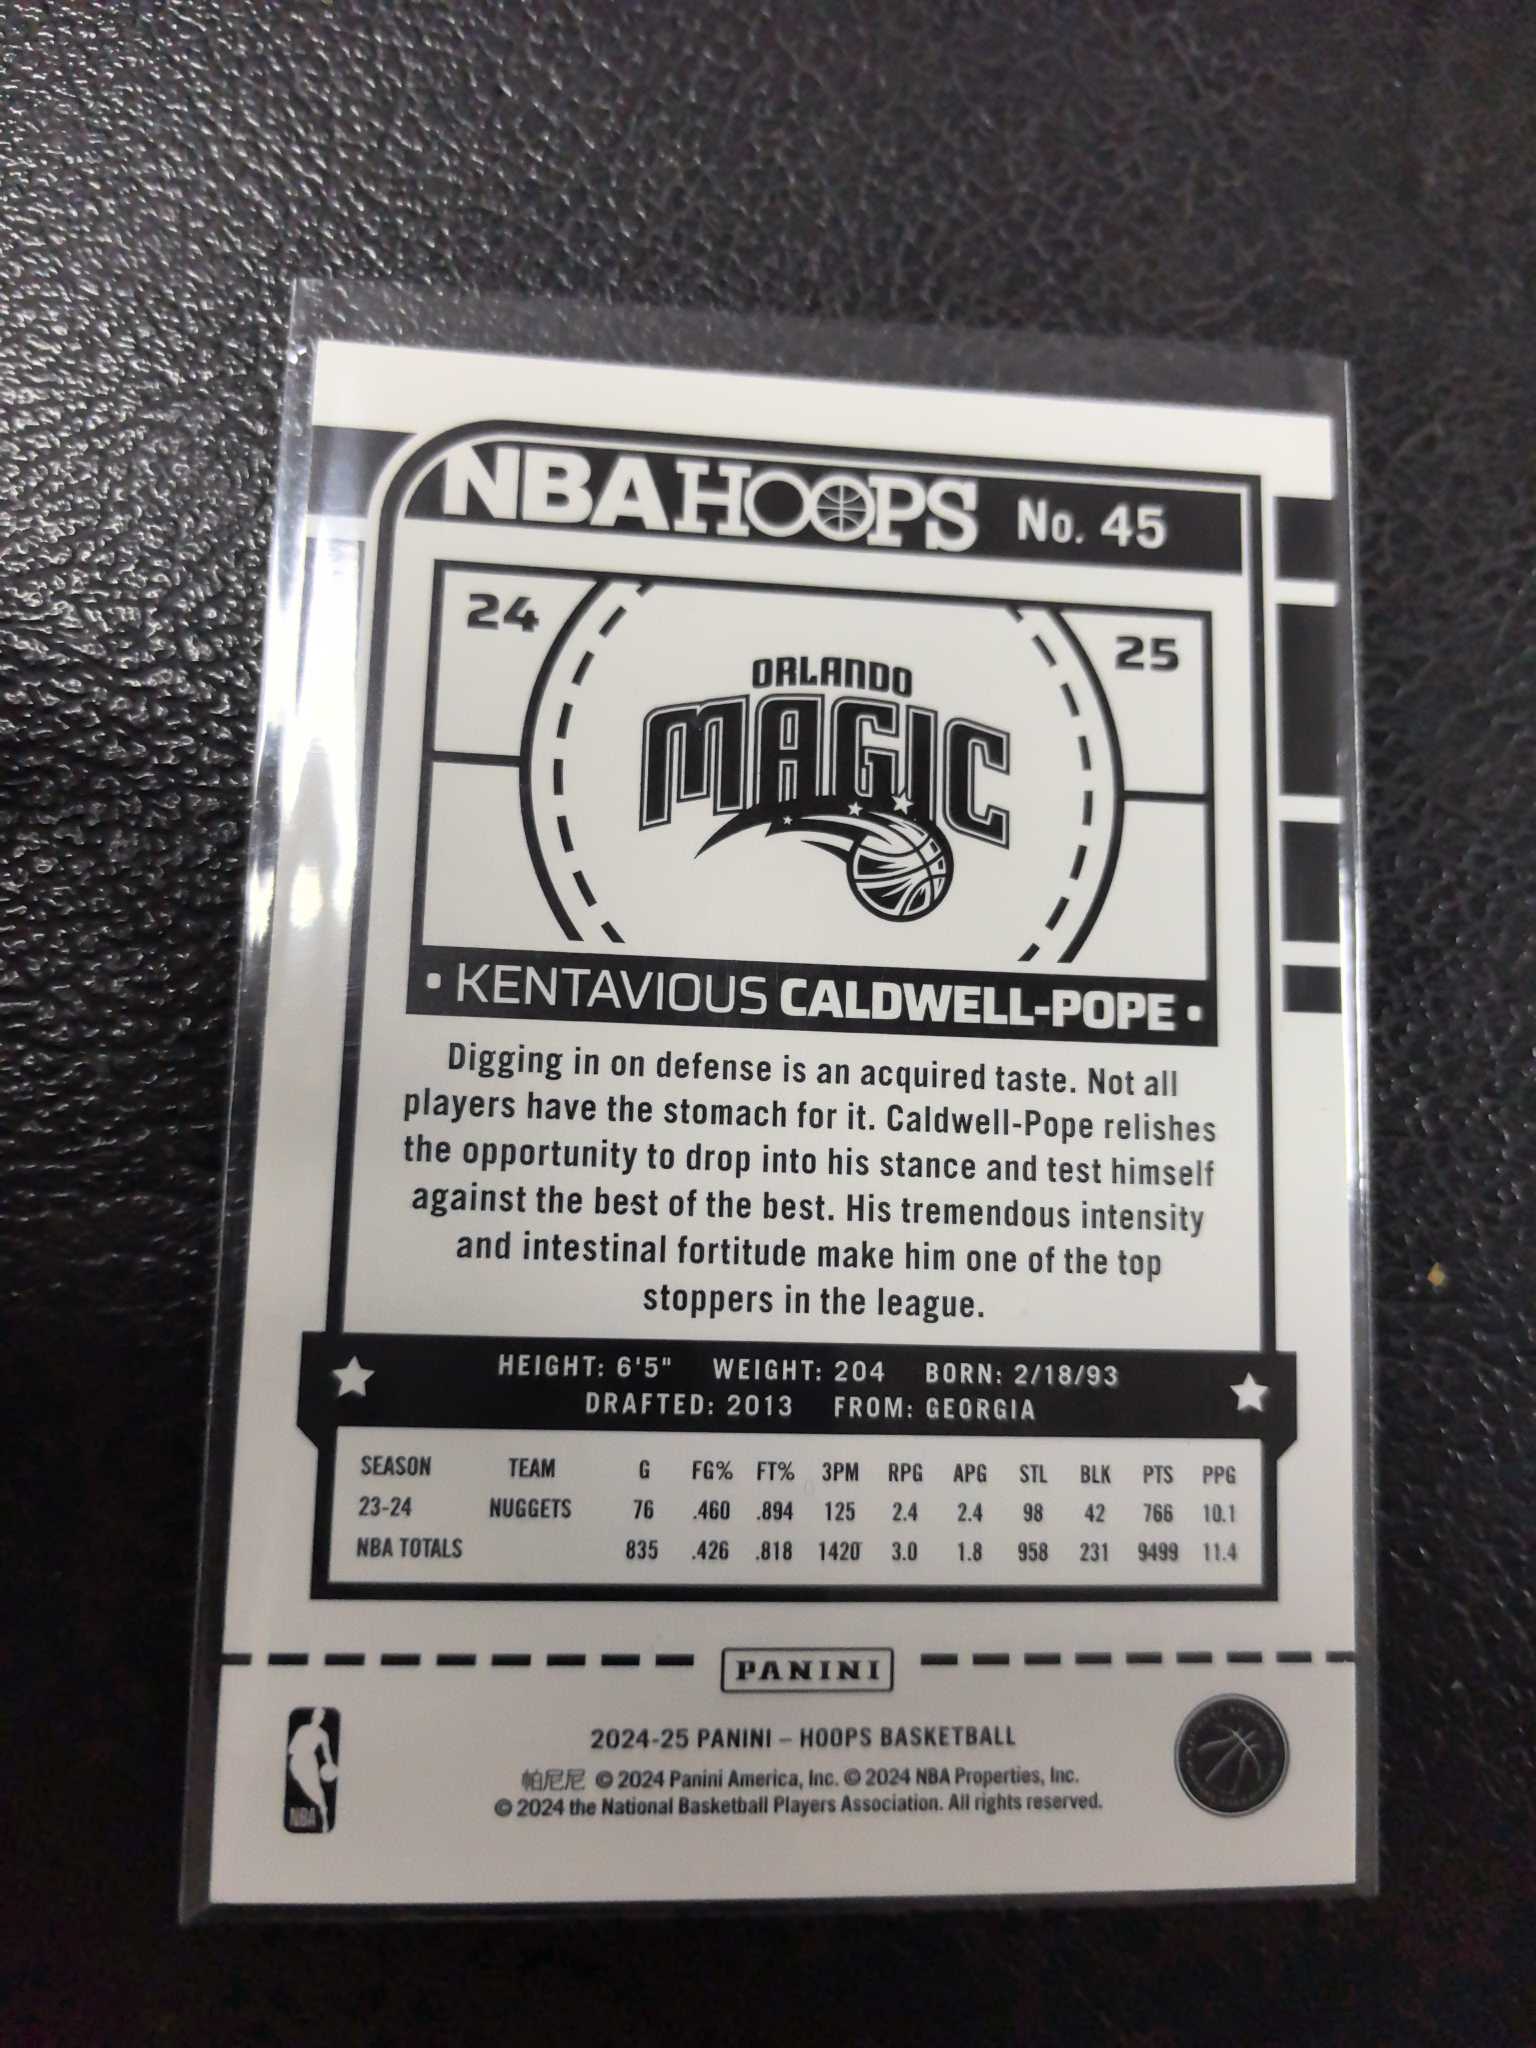 NBA HOOPS No. 45
24
25
ORLANDO
MAGIC
• KENTAVIOUS CALDWELL-POPE •
Digging in on defense is an acquired taste. Not all
players have the stomach for it. Caldwell-Pope relishes
the opportunity to drop into his stance and test himself
against the best of the best. His tremendous intensity
and intestinal fortitude make him one of the top
stoppers in the league.
HEIGHT: 6'5" WEIGHT: 204 BORN: 2/18/93
DRAFTED: 2013 FROM: GEORGIA
SEASON TEAM G FG% FT% 3PM RPG APG STL BLK PTS PPG
23-24 NUGGETS 76 .460 .894 125 2.4 2.4 98 42 766 10.1
NBA TOTALS 835 .426 .818 1420 3.0 1.8 958 231 9499 11.4
PANINI
2024-25 PANINI – HOOPS BASKETBALL
帕尼尼 © 2024 Panini America, Inc. © 2024 NBA Properties, Inc.
© 2024 the National Basketball Players Association. All rights reserved.
NBA